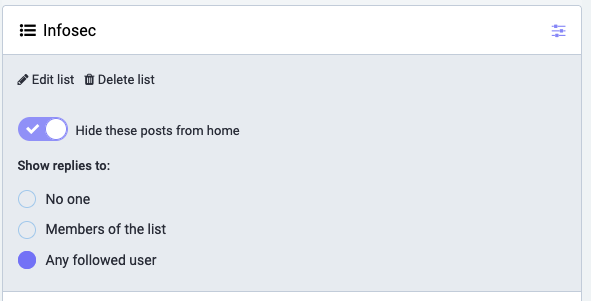 Infosec
Edit list Delete list
Hide these posts from home
Show replies to:
No one
Members of the list
Any followed user